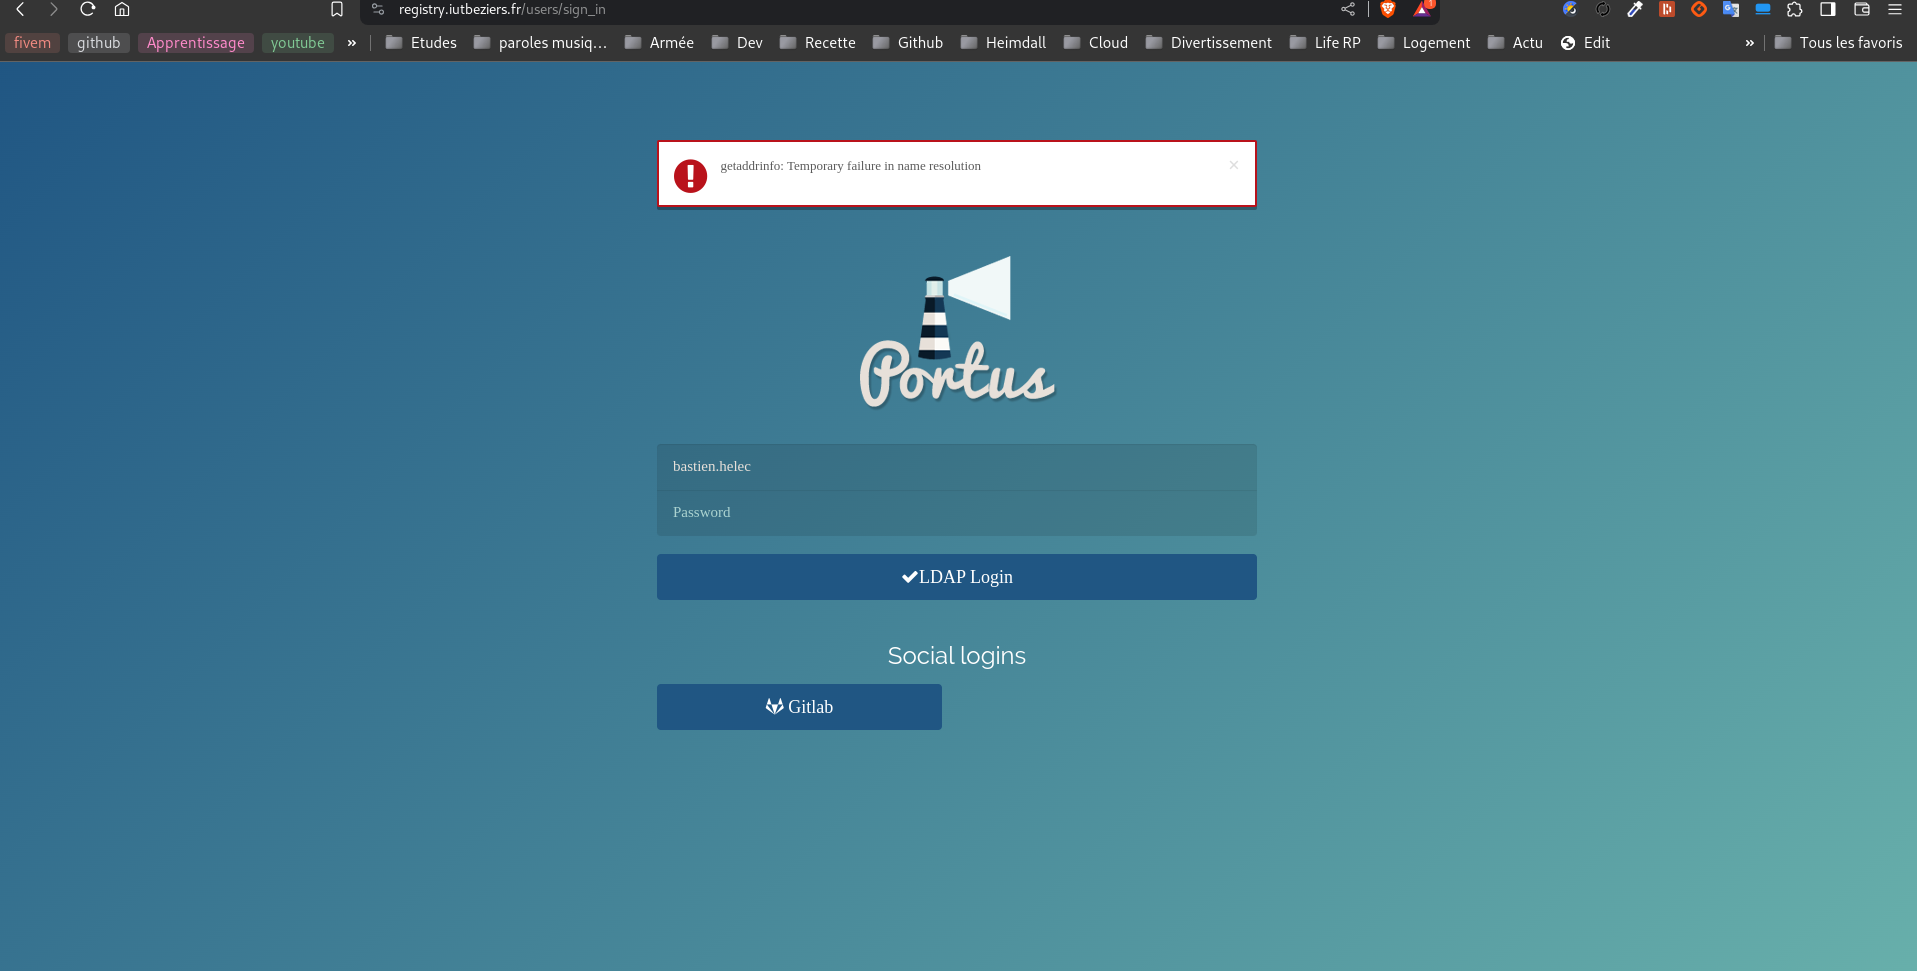 registry.iutbeziers.fr/users/sign_in
1
fivem github Apprentissage youtube » Etudes paroles musiq... Armée Dev Recette Github Heimdall Cloud Divertissement Life RP Logement Actu Edit » Tous les favoris
getaddrinfo: Temporary failure in name resolution ×
Portus
bastien.helec
Password
LDAP Login
Social logins
Gitlab